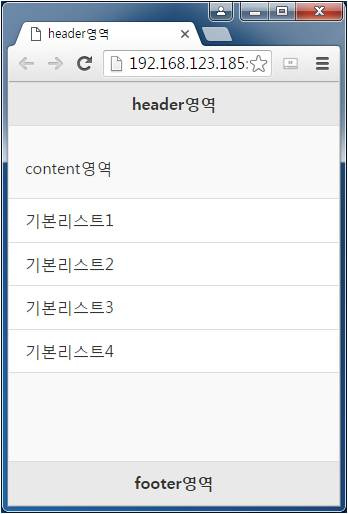 header영역
192.168.123.185:
header영역
content영역
기본리스트1
기본리스트2
기본리스트3
기본리스트4
footer영역